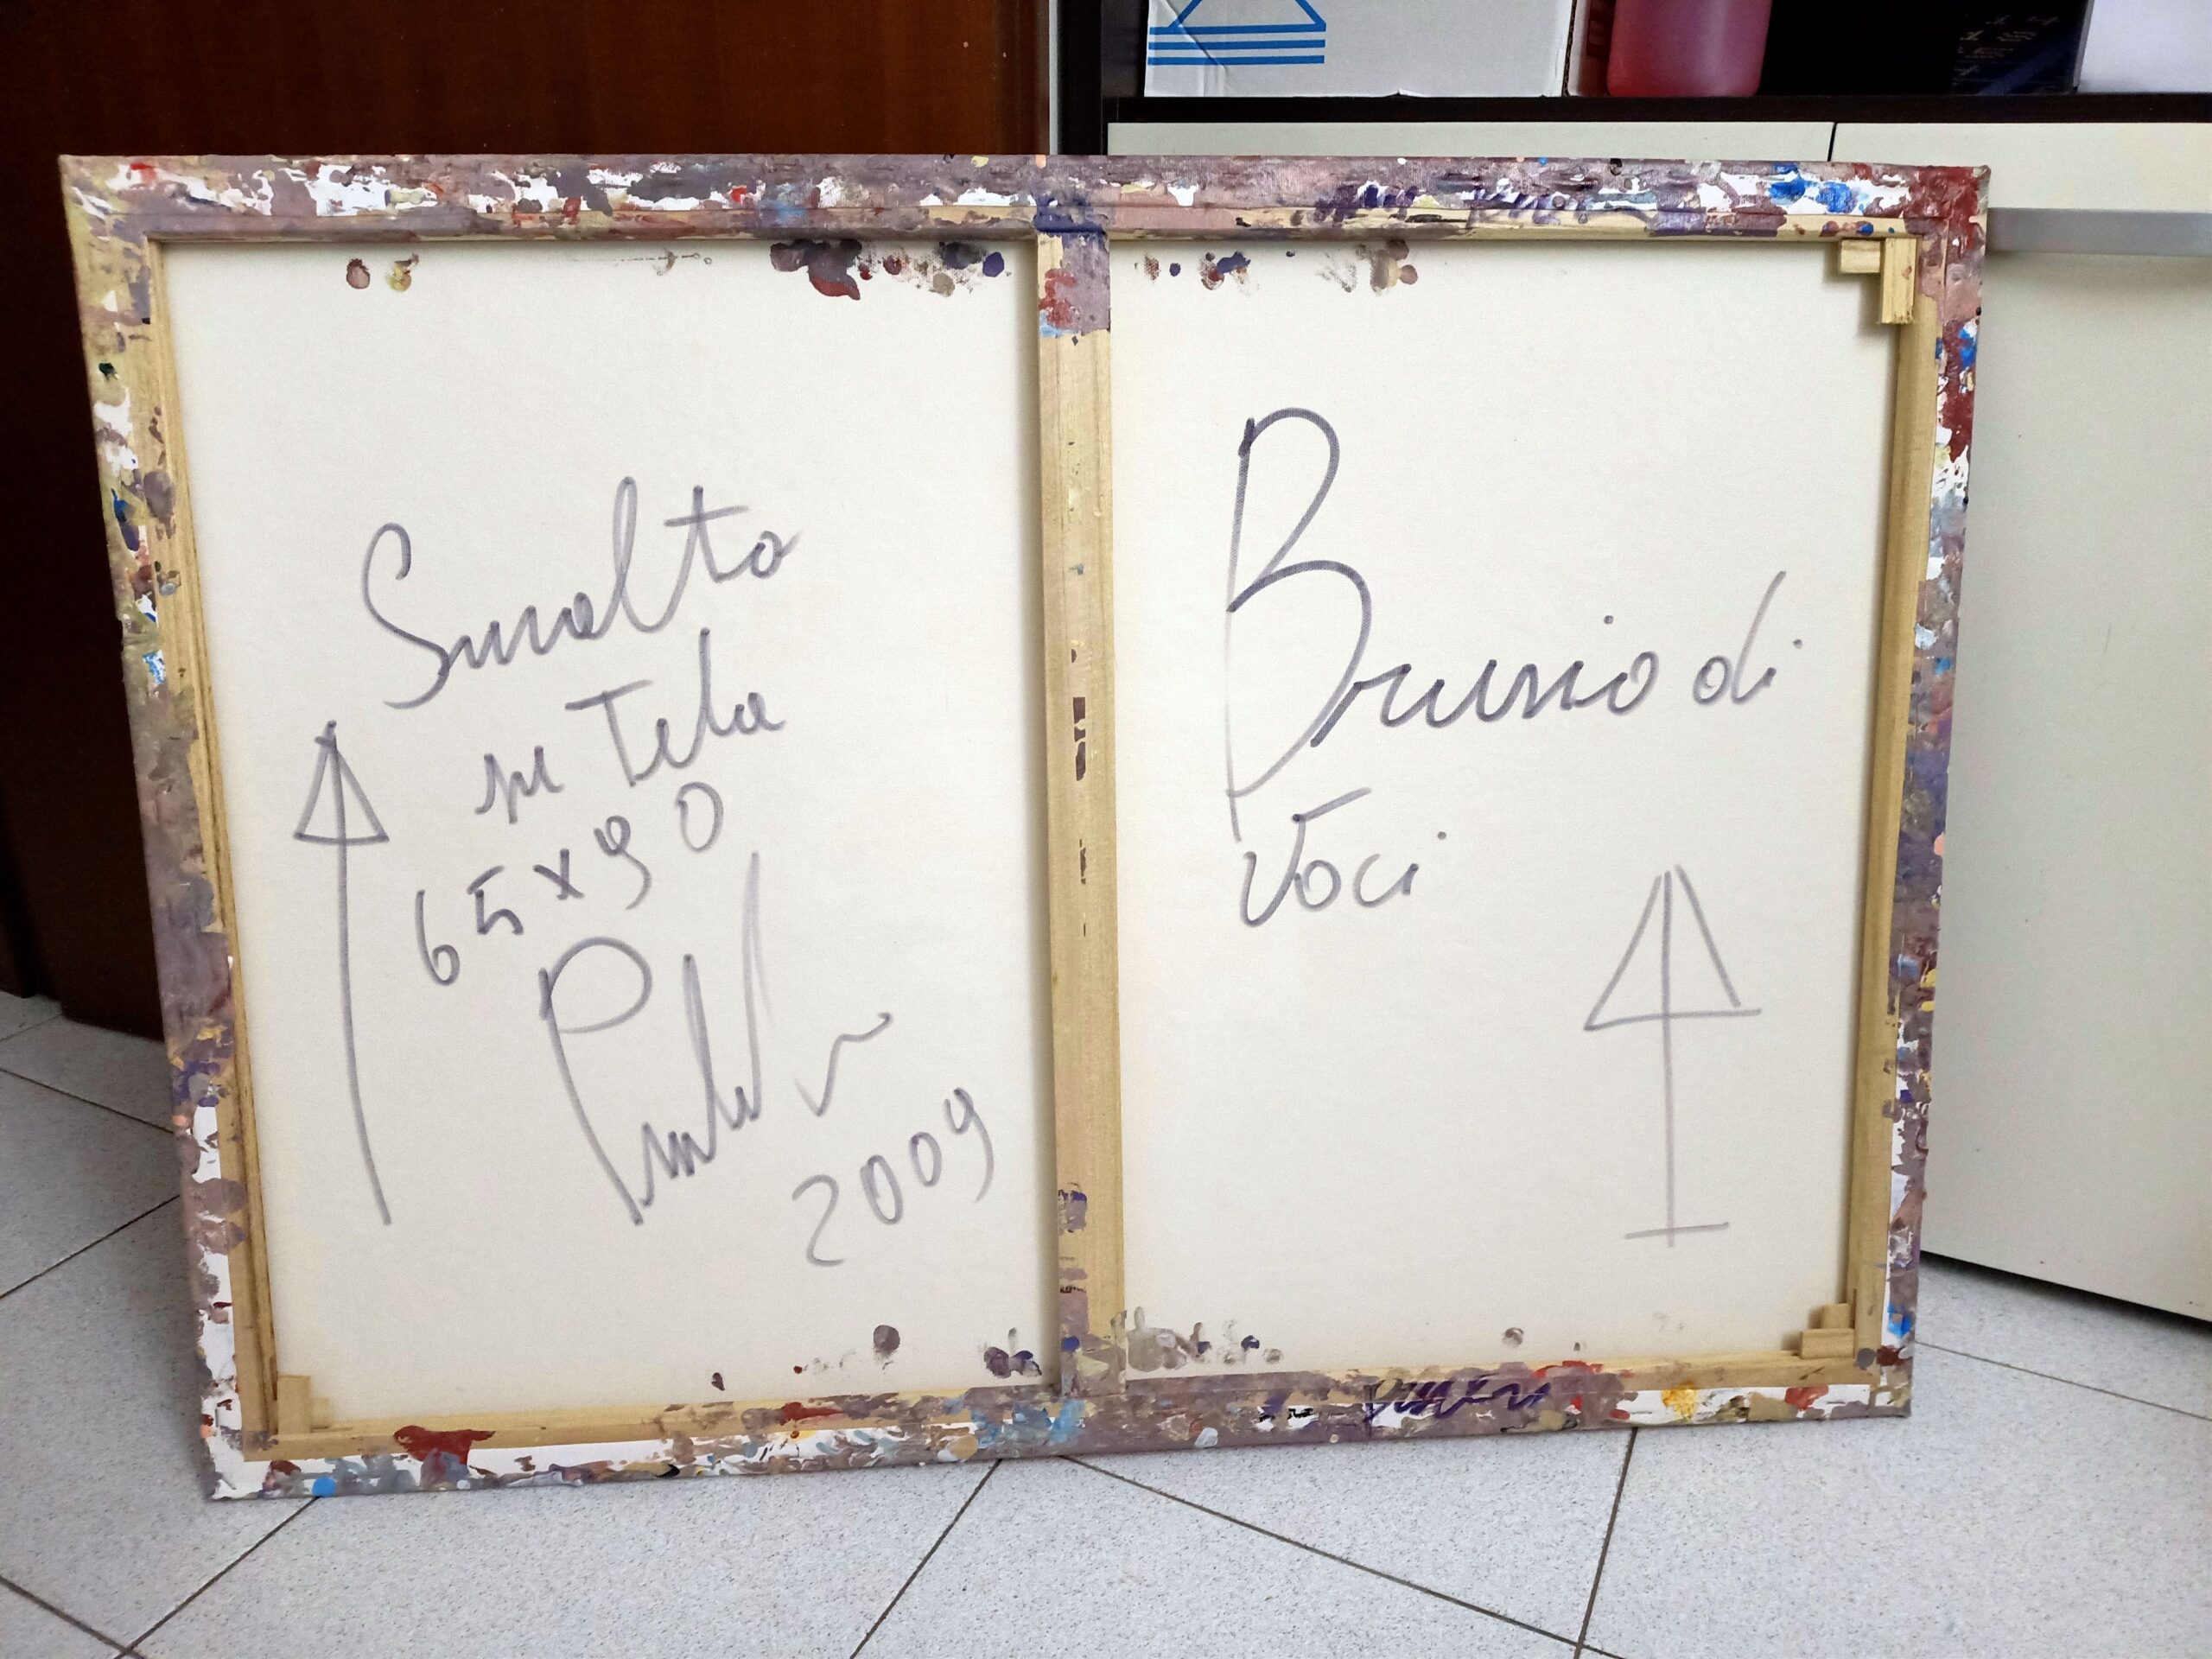 Smalto
su Tela
65x90
2009
Brusio di
Voci